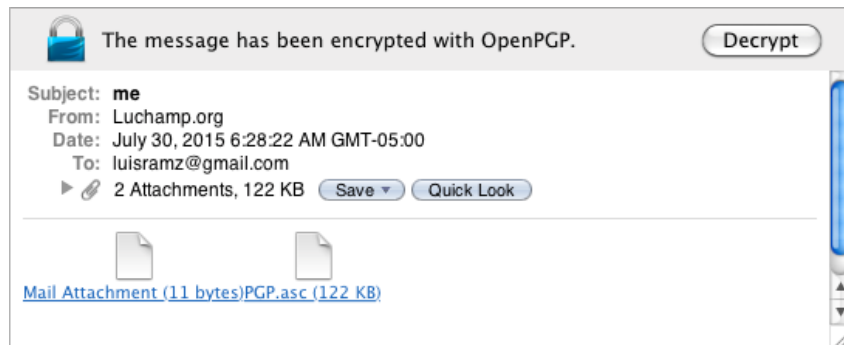 The message has been encrypted with OpenPGP. Decrypt
Subject: me
From: Luchamp.org
Date: July 30, 2015 6:28:22 AM GMT-05:00
To: luisramz@gmail.com
2 Attachments, 122 KB Save Quick Look
Mail Attachment (11 bytes)PGP.asc (122 KB)